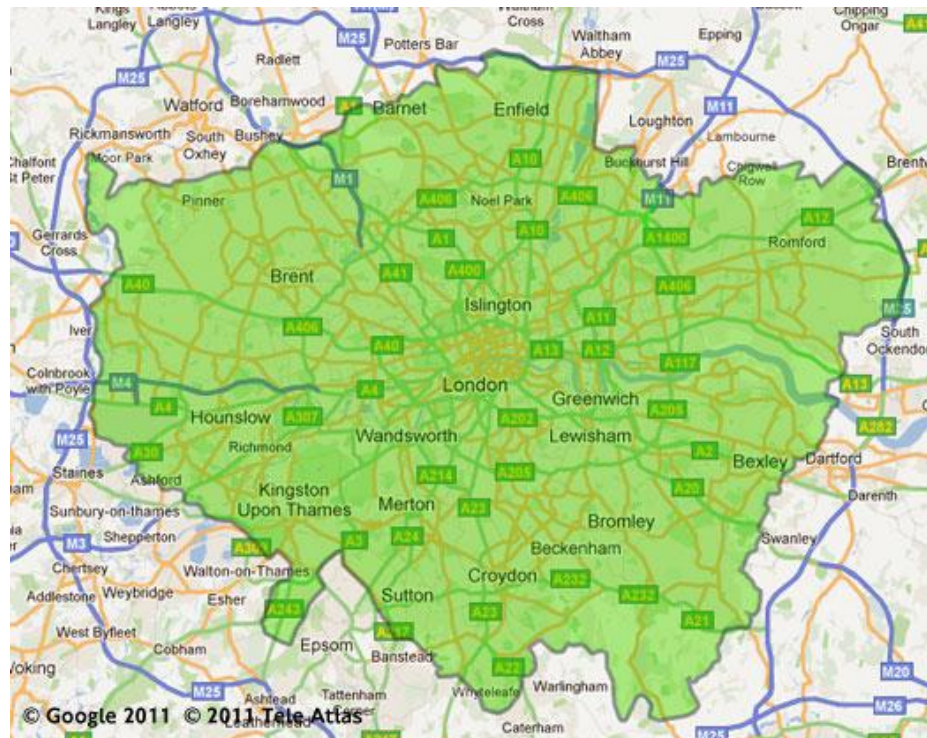 Kings
Langley
Langley
M25
Potters Bar
Cross
Waltham
Abbey
Epping
Chipping
Ongar
Radlett
M25
M25
Watford
Borehamwood
Barnet
Enfield
M11
Loughton
Lambourne
Rickmansworth
South
Oxhey
Bushey
Moor Park
A10
Buckhurst Hill
Chigwell
Row
Brentw
Chalfont
St Peter
M1
Pinner
A406
Noel Park
A406
M11
A12
Gerrards
Cross
A1
A10
A1400
Romford
A40
Brent
A41
A400
A406
Islington
M25
Iver
A406
A11
South
Ockendon
A40
A13
A12
A117
Colnbrook
with Poyle
M4
A4
London
A13
A4
Hounslow
A307
A202
Greenwich
A205
A282
M25
Richmond
Wandsworth
Lewisham
A30
A2
Bexley
Dartford
Staines
Ashford
A214
A205
A20
Darenth
Kingston
Upon Thames
Merton
A23
Sunbury-on-thames
Bromley
M3
Shepperton
A3
A24
Beckenham
Swanley
Chertsey
Walton-on-Thames
Croydon
A232
Addlestone
Weybridge
Esher
A243
Sutton
A23
A232
A21
West Byfleet
Epsom
Cobham
Banstead
A22
M20
M25
Ashtead
Tattenham
Corner
Whyteleafe
Warlingham
M26
Leatherhead
Caterham
© Google 2011 © 2011 Tele Atlas